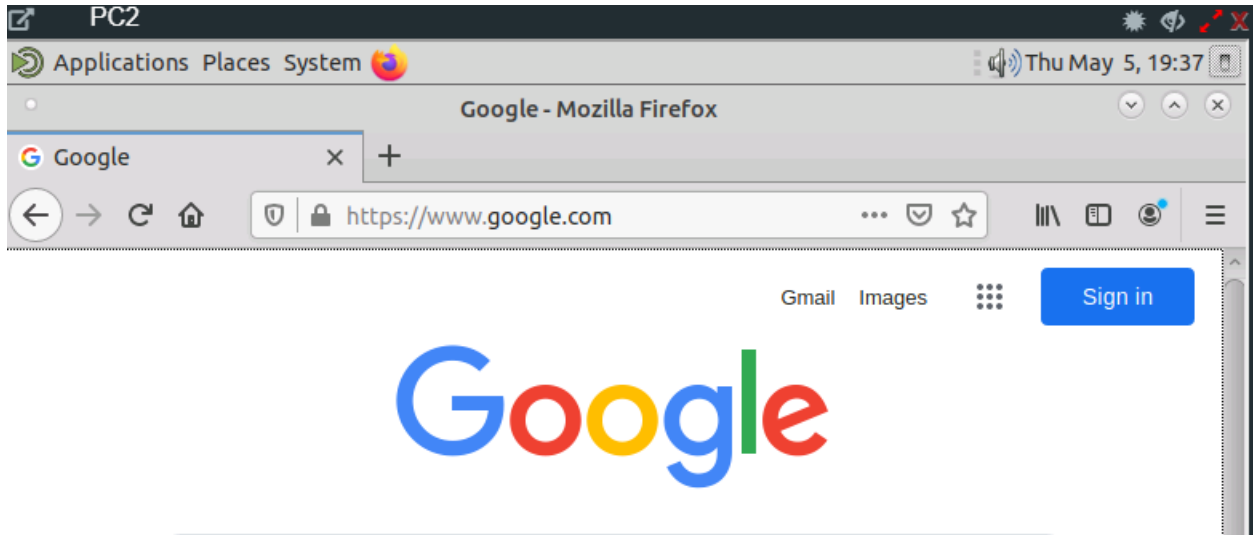 PC2
Applications Places System Thu May 5, 19:37
Google - Mozilla Firefox
Google
https://www.google.com
Gmail Images Sign in
Google